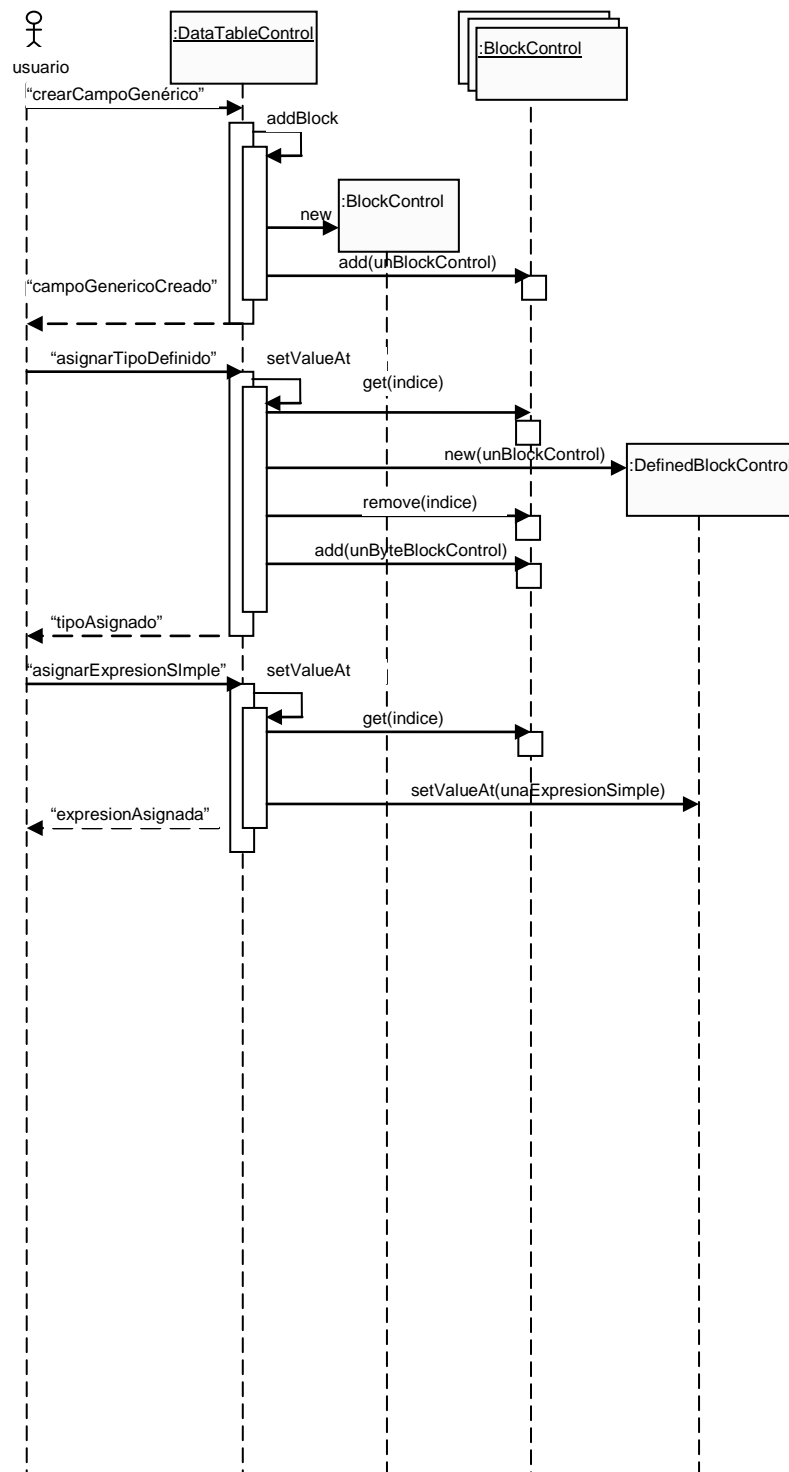 :DataTableControl
:BlockControl
usuario
“crearCampoGenérico”
addBlock
:BlockControl
new
add(unBlockControl)
“campoGenericoCreado”
“asignarTipoDefinido”
setValueAt
get(indice)
new(unBlockControl)
:DefinedBlockControl
remove(indice)
add(unByteBlockControl)
“tipoAsignado”
“asignarExpresionSImple”
setValueAt
get(indice)
setValueAt(unaExpresionSimple)
“expresionAsignada”